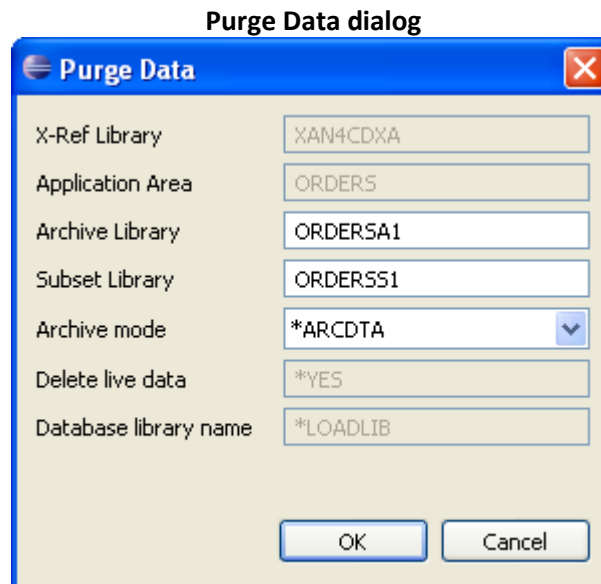 Purge Data dialog
Purge Data
X-Ref Library XAN4CDXA
Application Area ORDERS
Archive Library ORDERSA1
Subset Library ORDERSS1
Archive mode *ARCDTA
Delete live data *YES
Database library name *LOADLIB
OK Cancel